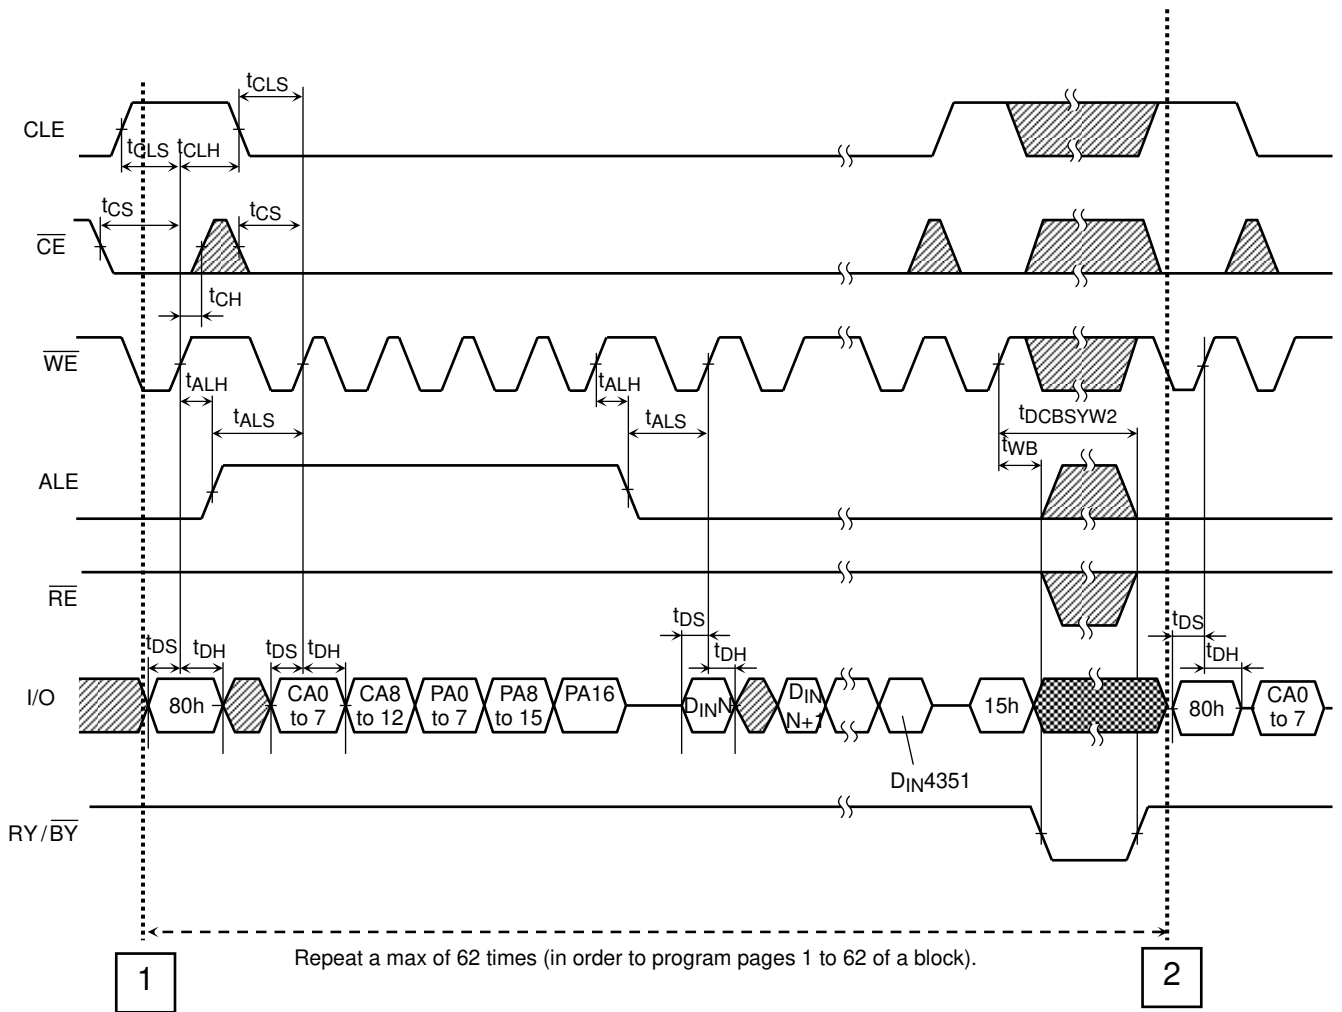 tCLS
CLE
tCLS tCLH
tCS tCS
CE
tCH
WE
tALH tALH
tALS tALS tDCBSYW2
tWB
ALE
RE
tDS tDH tDS tDH tDS tDH tDS tDH
I/O
80h
CA0 to 7
CA8 to 12
PA0 to 7
PA8 to 15
PA16
DINN
DIN N+1
15h
80h
CA0 to 7
DIN4351
RY/BY
Repeat a max of 62 times (in order to program pages 1 to 62 of a block).
1
2